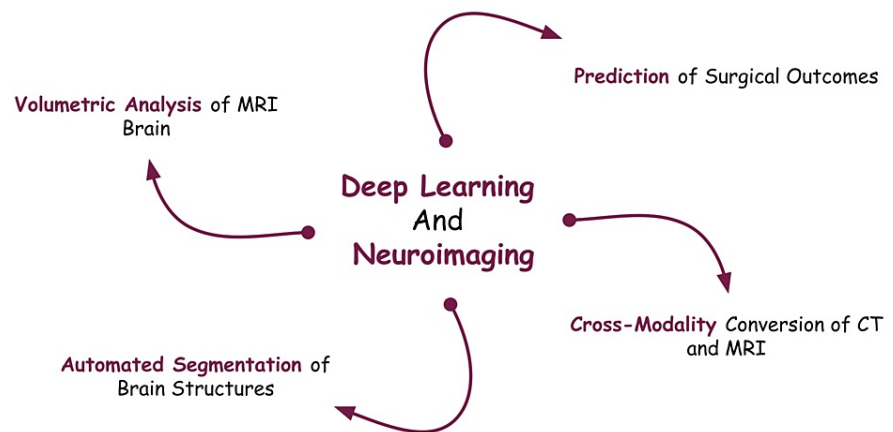 Prediction of Surgical Outcomes
Volumetric Analysis of MRI
Brain
Deep Learning
And
Neuroimaging
Cross-Modality Conversion of CT
and MRI
Automated Segmentation of
Brain Structures